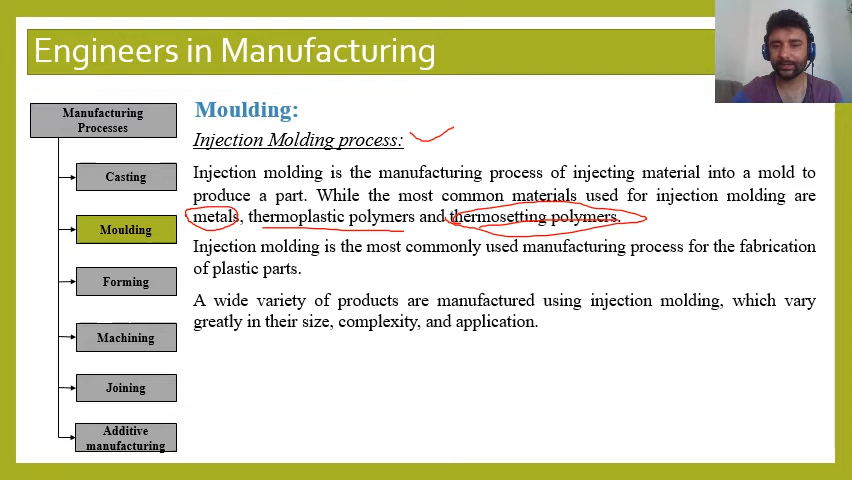 Engineers in Manufacturing
Manufacturing
Processes
Casting
Moulding
Forming
Machining
Joining
Additive
manufacturing
Moulding:
Injection Molding process:
Injection molding is the manufacturing process of injecting material into a mold to
produce a part. While the most common materials used for injection molding are
metals, thermoplastic polymers and thermosetting polymers.
Injection molding is the most commonly used manufacturing process for the fabrication
of plastic parts.
A wide variety of products are manufactured using injection molding, which vary
greatly in their size, complexity, and application.